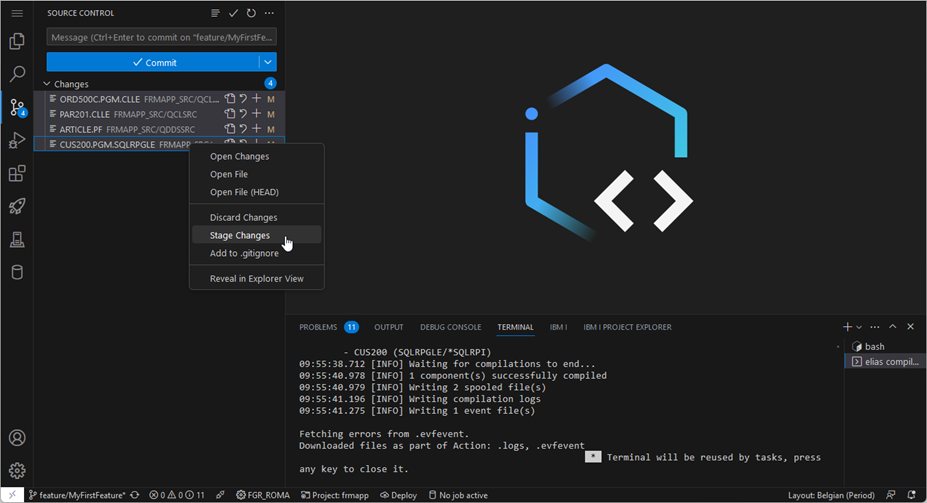 SOURCE CONTROL
Message (Ctrl+Enter to commit on "feature/MyFirstFe...
Commit
Changes 4
ORD500C.PGM.CLLE FRMAPP_SRC/QCL... M
4
PAR201.CLLE FRMAPP_SRC/QCLSRC M
ARTICLE.PF FRMAPP_SRC/QDDSSRC M
CUS200.PGM.SQLRPGLE M
Open Changes
Open File
Open File (HEAD)
Discard Changes
Stage Changes
Add to .gitignore
Reveal in Explorer View
PROBLEMS 11 OUTPUT DEBUG CONSOLE TERMINAL IBM I IBM I PROJECT EXPLORER
- CUS200 (SQLRPGLE/*SQLRPI)
09:55:38.712 [INFO] Waiting for compilations to end...
09:55:40.978 [INFO] 1 component(s) successfully compiled
09:55:40.979 [INFO] Writing 2 spooled file(s)
09:55:41.196 [INFO] Writing compilation logs
09:55:41.275 [INFO] Writing 1 event file(s)
Fetching errors from .evfevent.
Downloaded files as part of Action: .logs, .evfevent
* Terminal will be reused by tasks, press
any key to close it.
bash
elias compil...
feature/MyFirstFeature* 0 0 11 FGR_ROMA Project: frmapp Deploy No job active Layout: Belgian (Period)